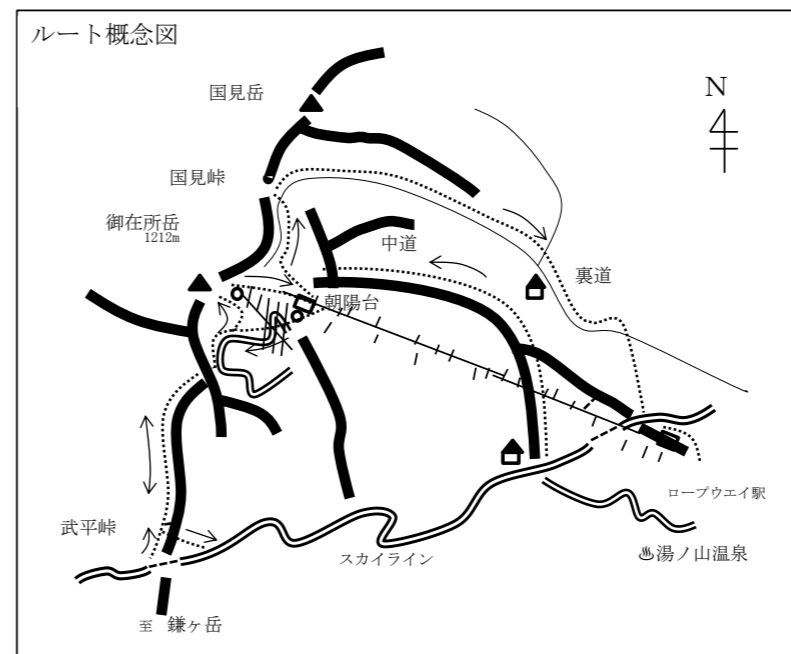 ルート概念図
N
国見岳
国見峠
御在所岳
1212m
中道
裏道
朝陽台
ロープウエイ駅
武平峠
スカイライン
♨湯ノ山温泉
至 鎌ヶ岳